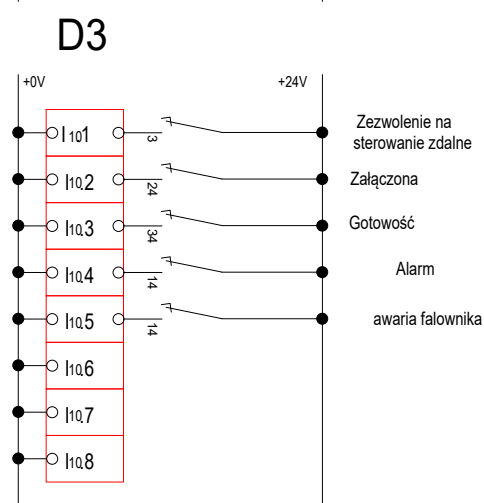 D3
+0V
+24V
I 10.1
3
Zezwolenie na
sterowanie zdalne
I10.2
24
Załączona
I10.3
34
Gotowość
I10.4
14
Alarm
I10.5
14
awaria falownika
I10.6
I10.7
I10.8